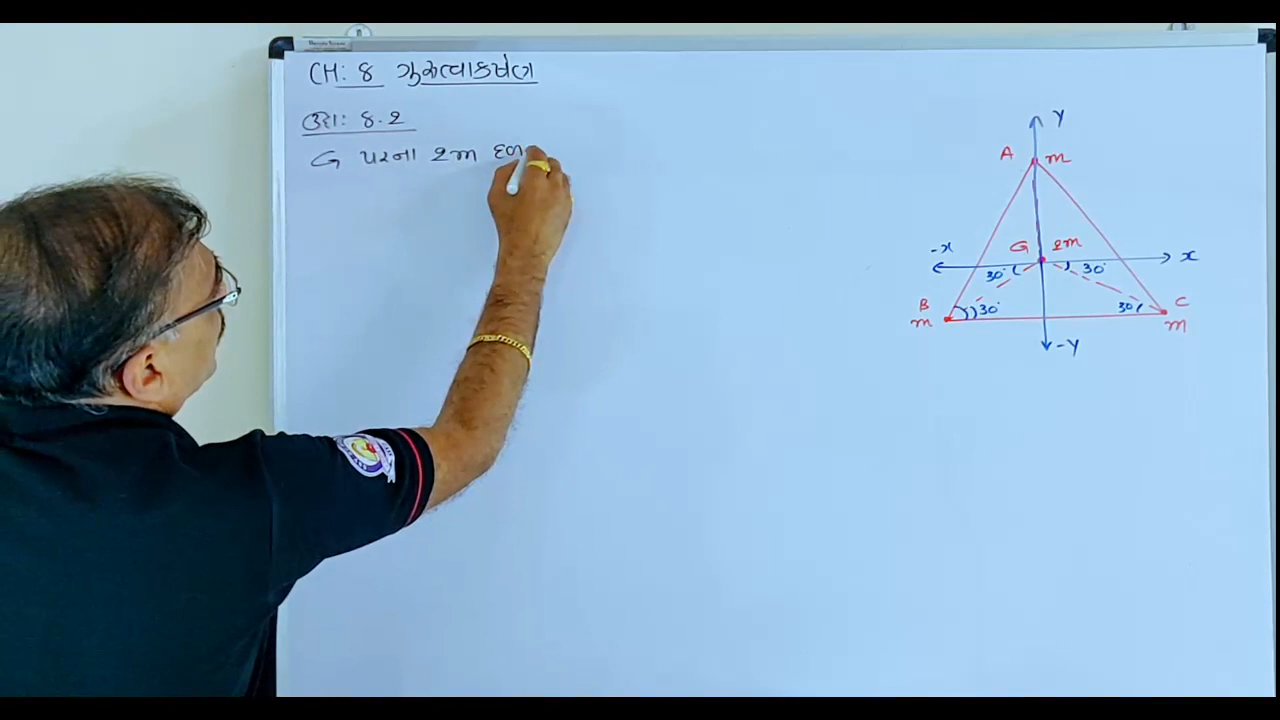 CH: 8 ગુરુત્વાકર્ષણ
ઉદા: 8.2
G પરના 2m દળ
Y
A m
-x G 2m x
30° 30°
B 30° 30° C
m m
-Y